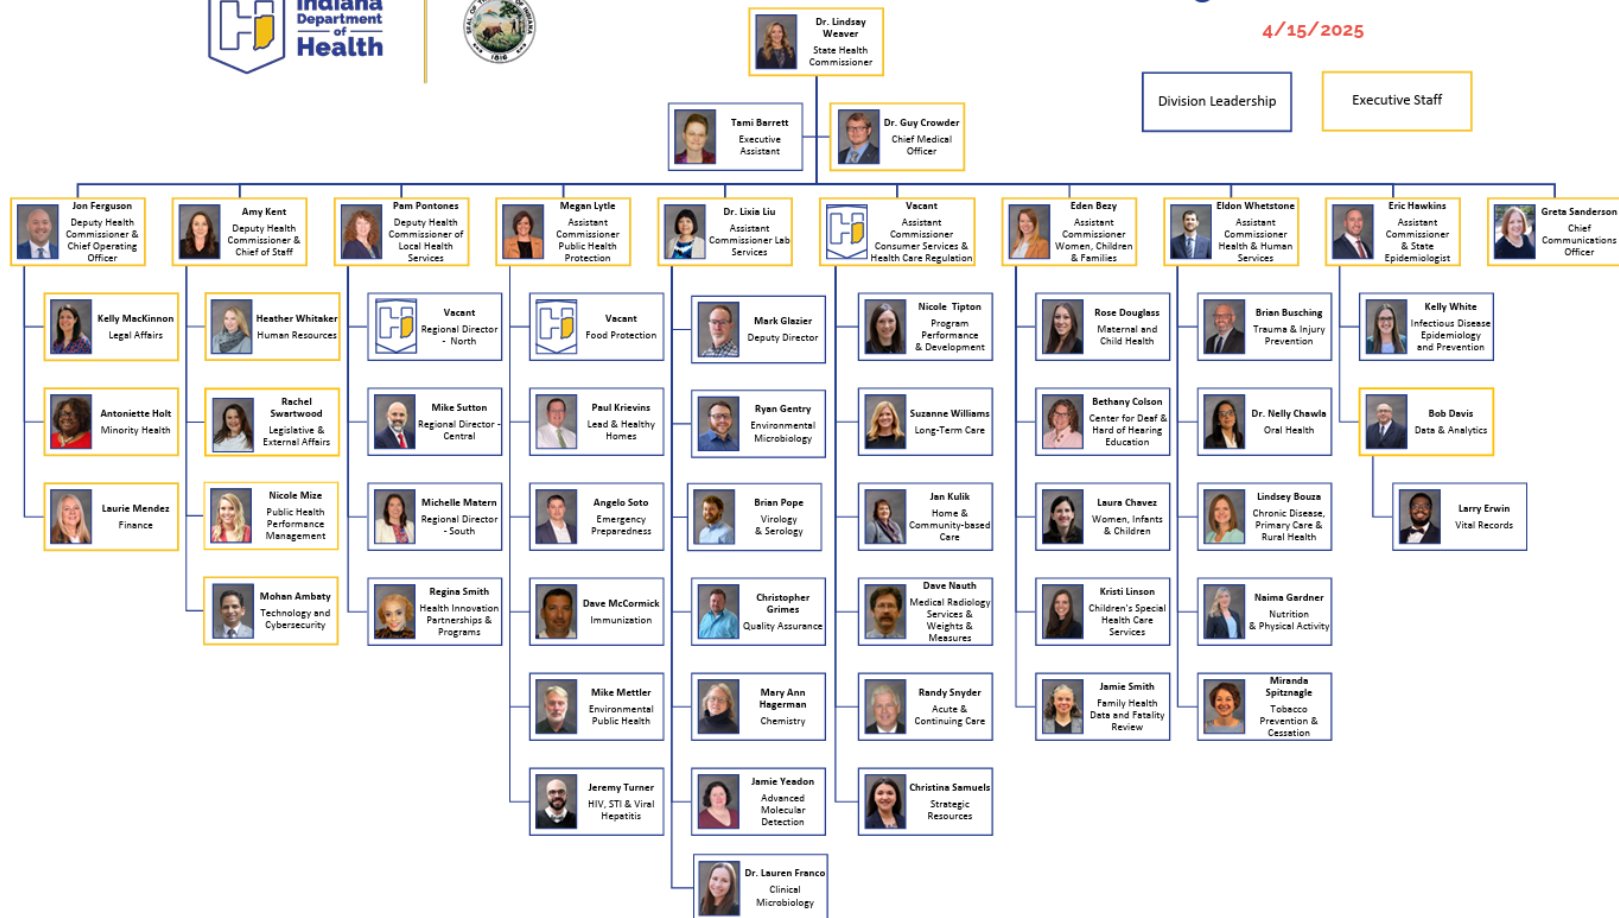 Indiana
Department
of
Health
SEAL OF THE STATE OF INDIANA
1816
4/15/2025
Division Leadership
Executive Staff
Dr. Lindsay
Weaver
State Health
Commissioner
Tami Barrett
Executive
Assistant
Dr. Guy Crowder
Chief Medical
Officer
Jon Ferguson
Deputy Health
Commissioner &
Chief Operating
Officer
Amy Kent
Deputy Health
Commissioner &
Chief of Staff
Pam Pontones
Deputy Health
Commissioner of
Local Health
Services
Megan Lytle
Assistant
Commissioner
Public Health
Protection
Dr. Lixia Liu
Assistant
Commissioner Lab
Services
Vacant
Assistant
Commissioner
Consumer Services &
Health Care Regulation
Eden Bezy
Assistant
Commissioner
Women, Children
& Families
Eldon Whetstone
Assistant
Commissioner
Health & Human
Services
Eric Hawkins
Assistant
Commissioner
& State
Epidemiologist
Greta Sanderson
Chief
Communications
Officer
Kelly MacKinnon
Legal Affairs
Antoniette Holt
Minority Health
Laurie Mendez
Finance
Heather Whitaker
Human Resources
Rachel
Swartwood
Legislative &
External Affairs
Nicole Mize
Public Health
Performance
Management
Mohan Ambaty
Technology and
Cybersecurity
Vacant
Regional Director
- North
Mike Sutton
Regional Director -
Central
Michelle Matern
Regional Director
- South
Regina Smith
Health Innovation
Partnerships &
Programs
Vacant
Food Protection
Paul Krievins
Lead & Healthy
Homes
Angelo Soto
Emergency
Preparedness
Dave McCormick
Immunization
Mike Mettler
Environmental
Public Health
Jeremy Turner
HIV, STI & Viral
Hepatitis
Mark Glazier
Deputy Director
Ryan Gentry
Environmental
Microbiology
Brian Pope
Virology
& Serology
Christopher
Grimes
Quality Assurance
Mary Ann
Hagerman
Chemistry
Jamie Yeadon
Advanced
Molecular
Detection
Dr. Lauren Franco
Clinical
Microbiology
Nicole Tipton
Program
Performance
& Development
Suzanne Williams
Long-Term Care
Jan Kulik
Home &
Community-based
Care
Dave Nauth
Medical Radiology
Services &
Weights &
Measures
Randy Snyder
Acute &
Continuing Care
Christina Samuels
Strategic
Resources
Rose Douglass
Maternal and
Child Health
Bethany Colson
Center for Deaf &
Hard of Hearing
Education
Laura Chavez
Women, Infants
& Children
Kristi Linson
Children's Special
Health Care
Services
Jamie Smith
Family Health
Data and Fatality
Review
Brian Busching
Trauma & Injury
Prevention
Dr. Nelly Chawla
Oral Health
Lindsey Bouza
Chronic Disease,
Primary Care &
Rural Health
Naima Gardner
Nutrition
& Physical Activity
Miranda
Spitznagle
Tobacco
Prevention &
Cessation
Kelly White
Infectious Disease
Epidemiology
and Prevention
Bob Davis
Data & Analytics
Larry Erwin
Vital Records